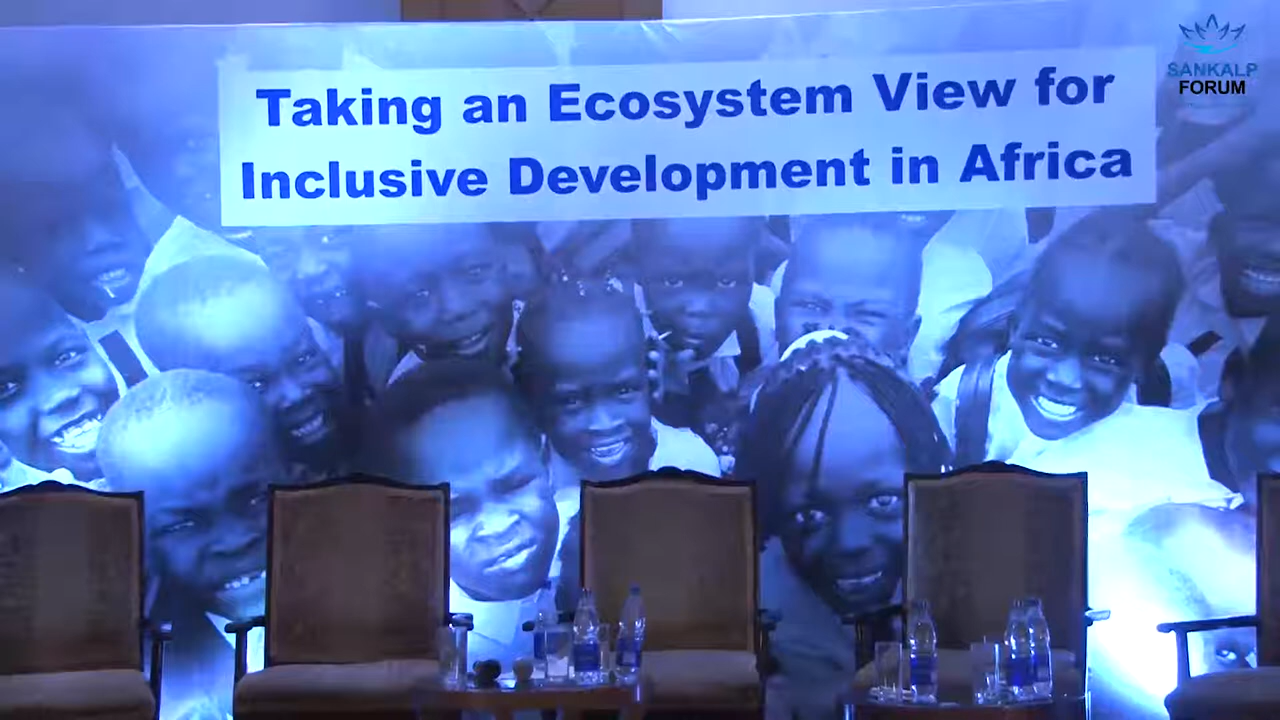 Taking an Ecosystem View for
Inclusive Development in Africa
SANKALP
FORUM